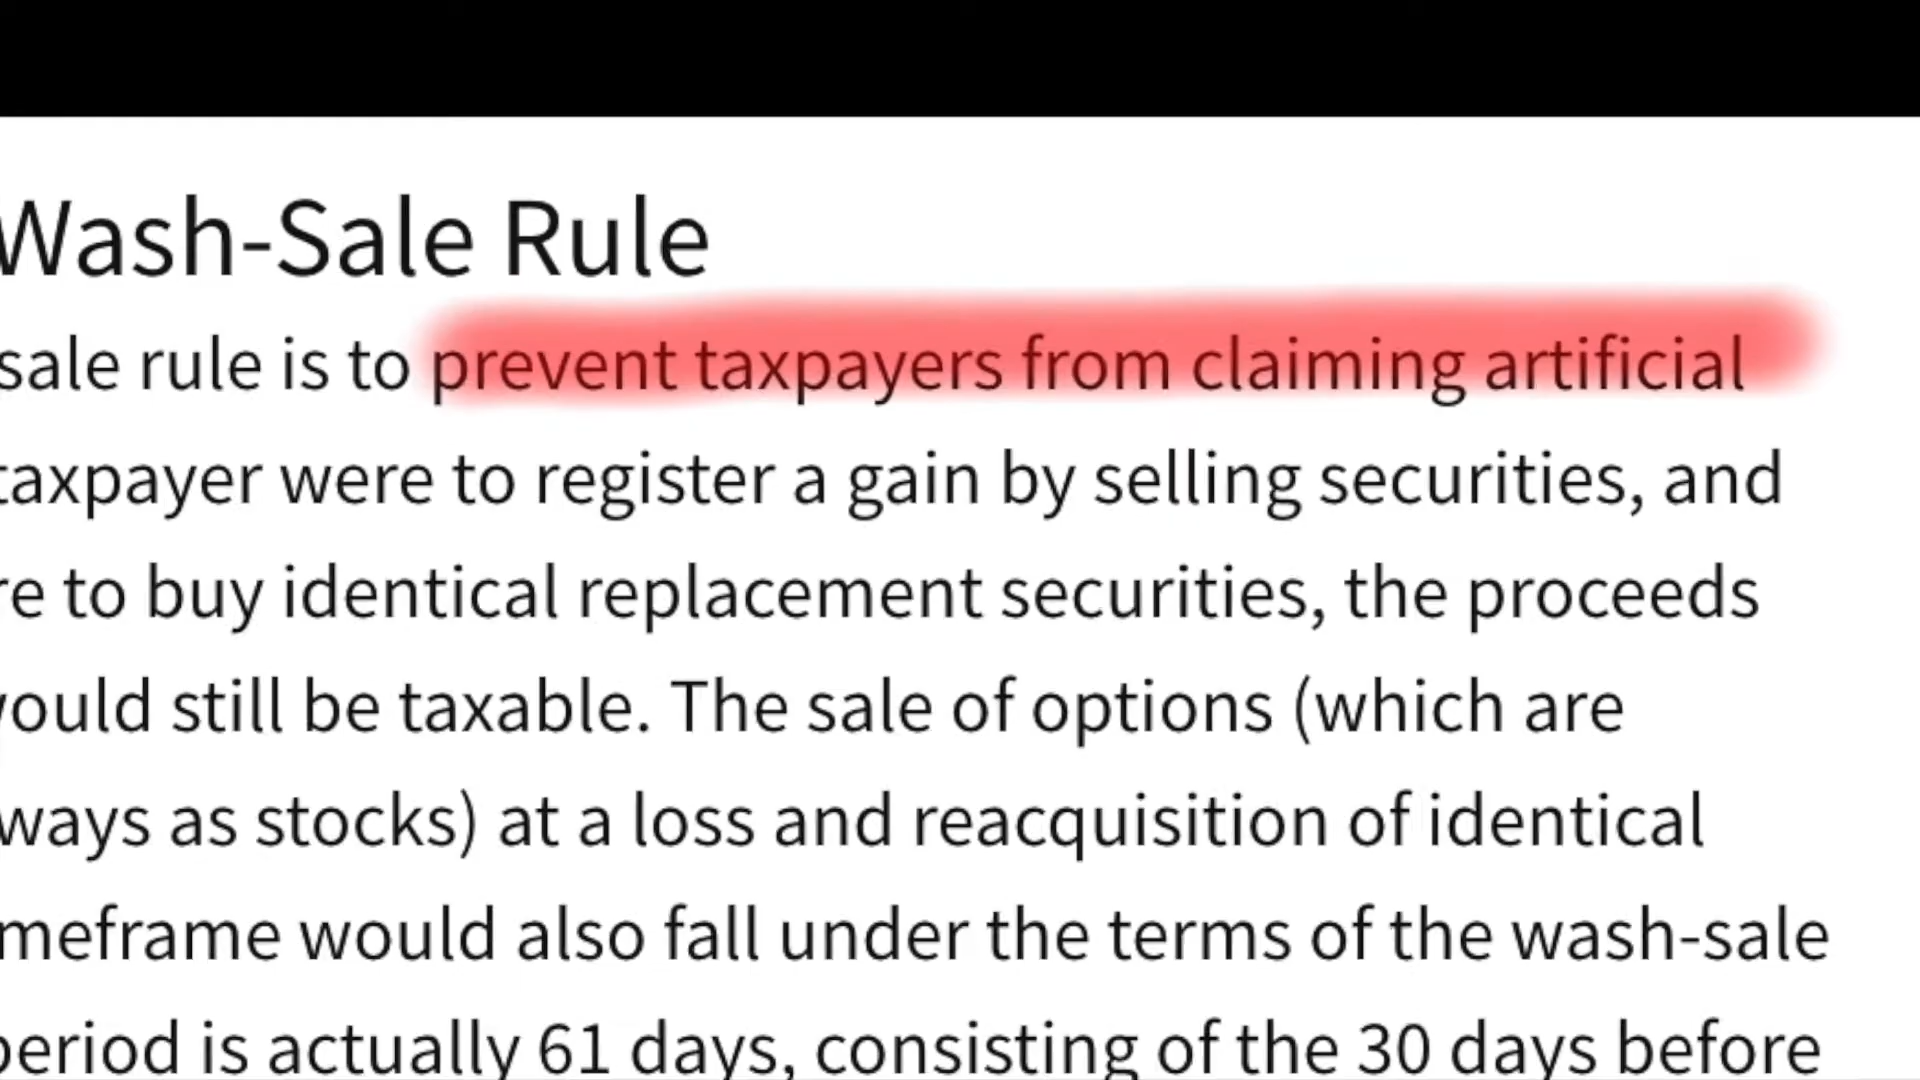 Wash-Sale Rule
sale rule is to prevent taxpayers from claiming artificial
taxpayer were to register a gain by selling securities, and
re to buy identical replacement securities, the proceeds
would still be taxable. The sale of options (which are
ways as stocks) at a loss and reacquisition of identical
meframe would also fall under the terms of the wash-sale
period is actually 61 days, consisting of the 30 days before